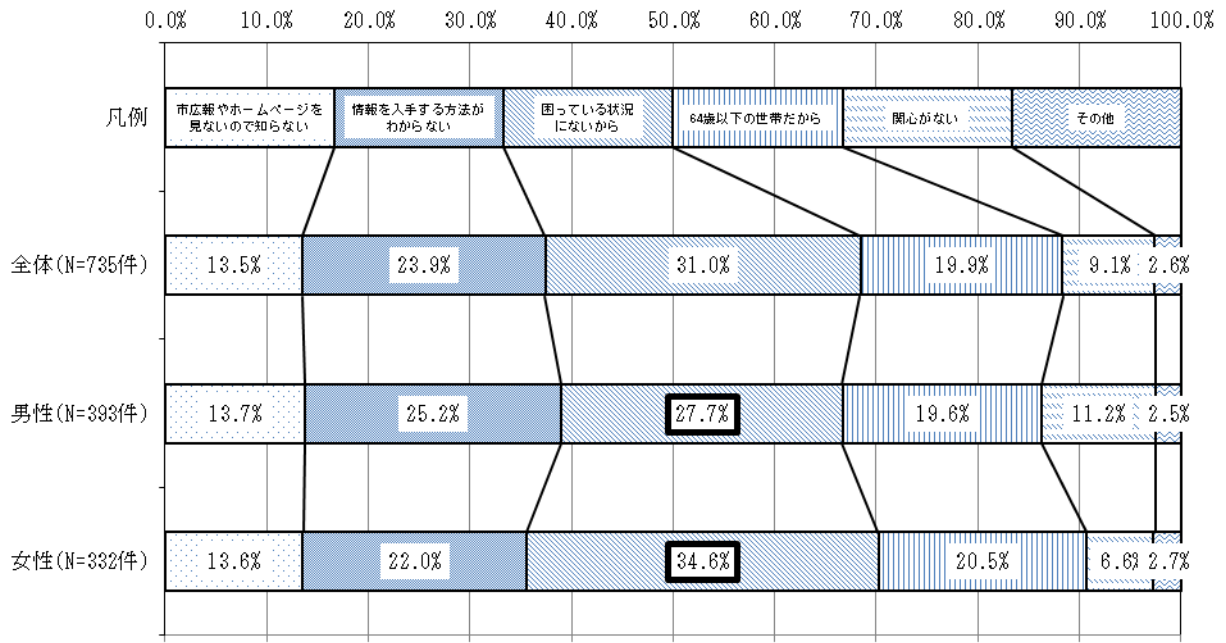 0.0% 10.0% 20.0% 30.0% 40.0% 50.0% 60.0% 70.0% 80.0% 90.0% 100.0%
凡例
市広報やホームページを
見ないので知らない
情報を入手する方法が
わからない
困っている状況
にないから
64歳以下の世帯だから
関心がない
その他
全体(N=735件) 13.5% 23.9% 31.0% 19.9% 9.1% 2.6%
男性(N=393件) 13.7% 25.2% 27.7% 19.6% 11.2% 2.5%
女性(N=332件) 13.6% 22.0% 34.6% 20.5% 6.6% 2.7%